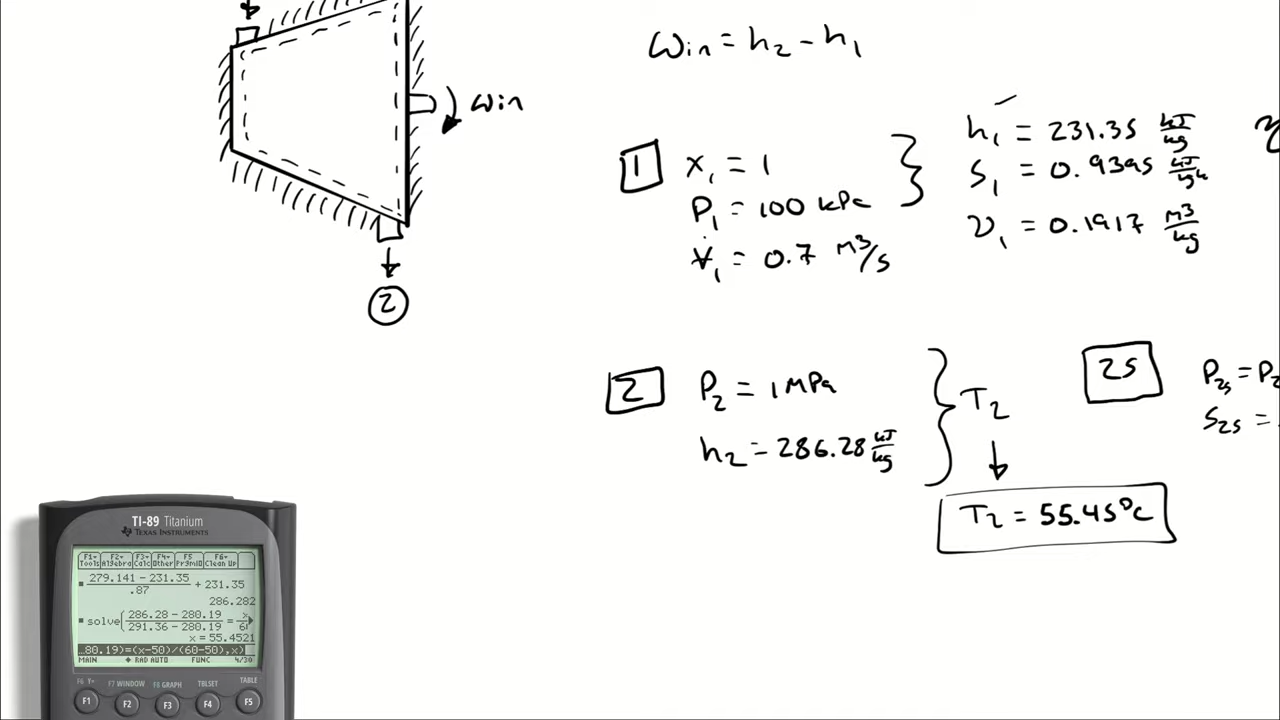 win = h2 - h1
win
1
x1 = 1
P1 = 100 kPa
V̇1 = 0.7 m3/s
h1 = 231.35 kJ/kg
s1 = 0.9395 kJ/kgK
v1 = 0.1917 m3/kg
η
2
2
P2 = 1 MPa
h2 = 286.28 kJ/kg
T2
T2 = 55.45°C
2s
P2s = P2
s2s =
TI-89 Titanium
TEXAS INSTRUMENTS
F1 Tools F2 Algebra F3 Calc F4 Other F5 PrgmIO F6 Clean Up
279.141 - 231.35
.87
+ 231.35
286.282
solve(286.28 - 280.19 / 291.36 - 280.19 = x
x = 55.4521
80.19)=(x-50)/(60-50),x)
MAIN RAD AUTO FUNC 4/30
F6 Y= F7 WINDOW F8 GRAPH TBLSET TABLE
F1 F2 F3 F4 F5